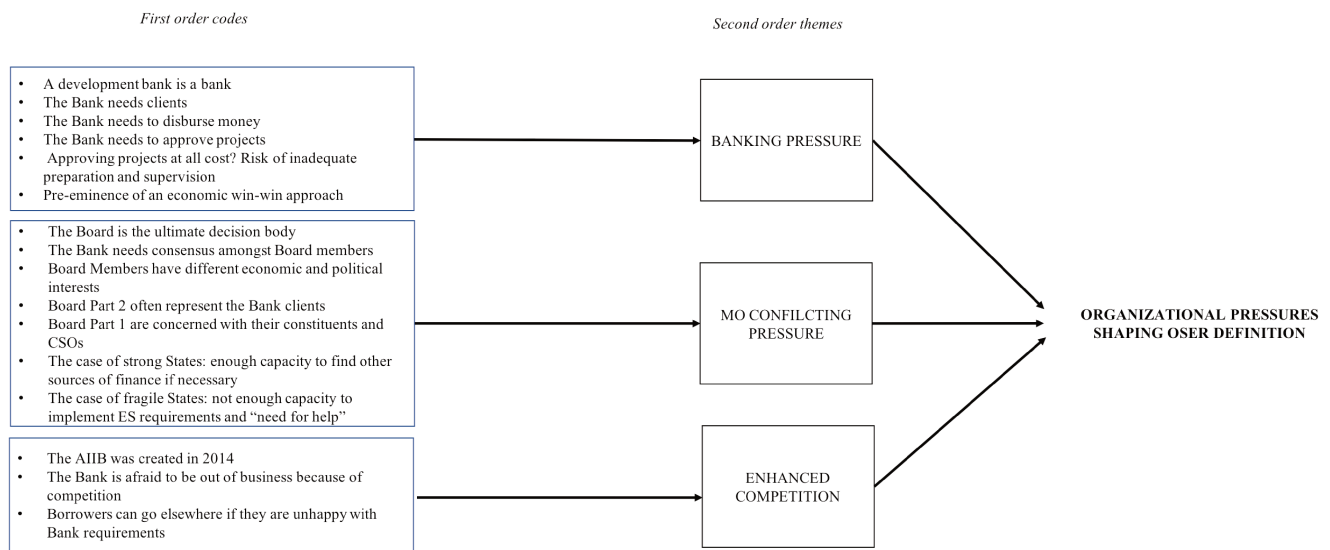 First order codes
Second order themes
• A development bank is a bank
• The Bank needs clients
• The Bank needs to disburse money
• The Bank needs to approve projects
• Approving projects at all cost? Risk of inadequate
preparation and supervision
• Pre-eminence of an economic win-win approach
BANKING PRESSURE
• The Board is the ultimate decision body
• The Bank needs consensus amongst Board members
• Board Members have different economic and political
interests
• Board Part 2 often represent the Bank clients
• Board Part 1 are concerned with their constituents and
CSOs
• The case of strong States: enough capacity to find other
sources of finance if necessary
• The case of fragile States: not enough capacity to
implement ES requirements and “need for help”
MO CONFILCTING
PRESSURE
ORGANIZATIONAL PRESSURES
SHAPING OSER DEFINITION
• The AIIB was created in 2014
• The Bank is afraid to be out of business because of
competition
• Borrowers can go elsewhere if they are unhappy with
Bank requirements
ENHANCED
COMPETITION